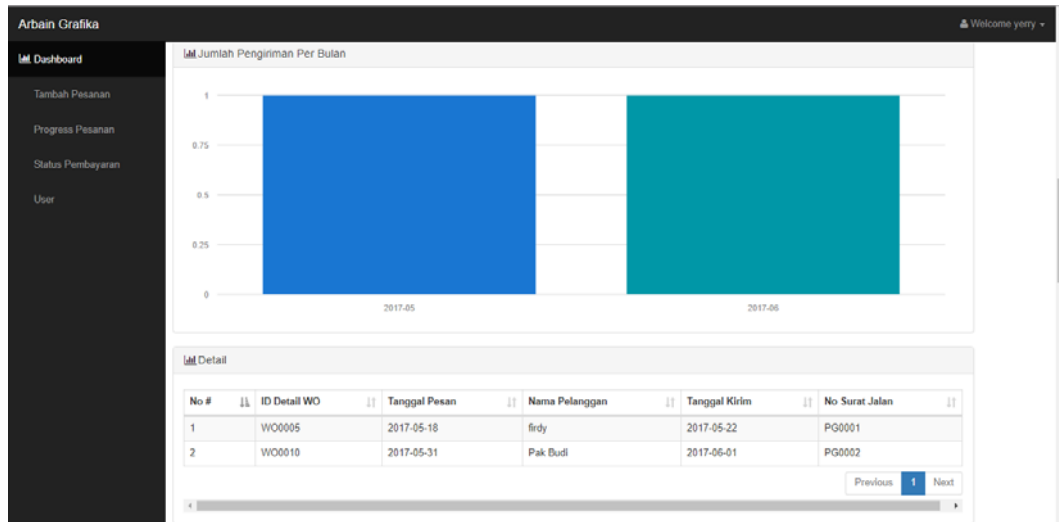 Arbain Grafika
Welcome yerry
Dashboard
Tambah Pesanan
Progress Pesanan
Status Pembayaran
User
Jumlah Pengiriman Per Bulan
1
0.75
0.5
0.25
0
2017-05 2017-06
Detail
No # ID Detail WO Tanggal Pesan Nama Pelanggan Tanggal Kirim No Surat Jalan
1 WO0005 2017-05-18 firdy 2017-05-22 PG0001
2 WO0010 2017-05-31 Pak Budi 2017-06-01 PG0002
Previous 1 Next